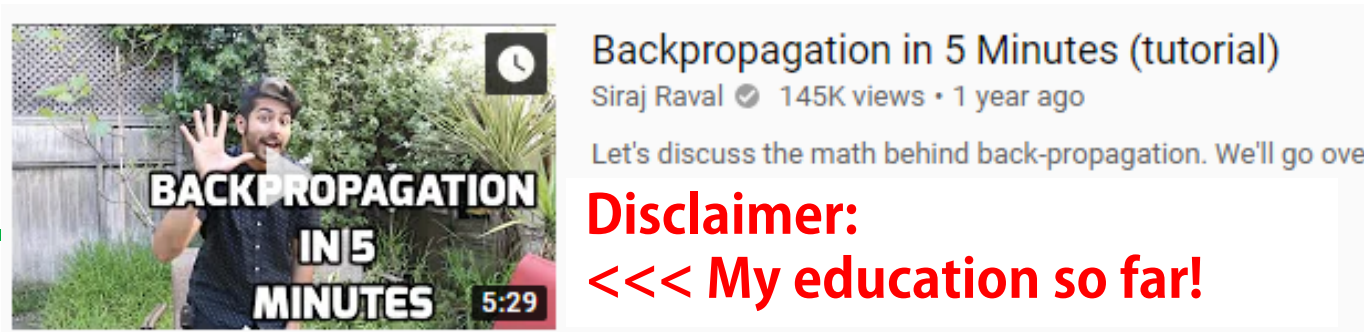 BACKPROPAGATION
IN 5
MINUTES
5:29
Backpropagation in 5 Minutes (tutorial)
Siraj Raval 145K views • 1 year ago
Let's discuss the math behind back-propagation. We'll go ove
Disclaimer:
<<< My education so far!